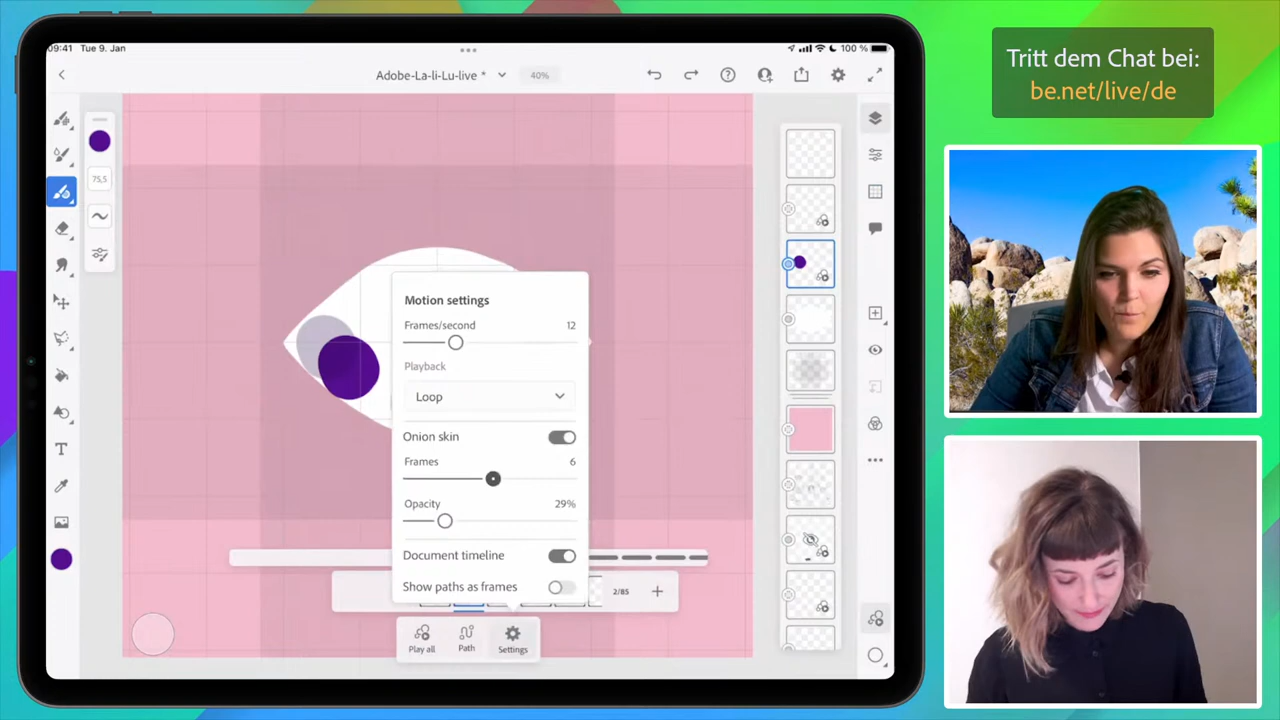 09:41 Tue 9. Jan
100 %
Adobe-La-li-Lu-live *
40%
75,5
Motion settings
Frames/second 12
Playback
Loop
Onion skin
Frames 6
Opacity 29%
Document timeline
Show paths as frames
2/85
Play all
Path
Settings
T
Tritt dem Chat bei:
be.net/live/de